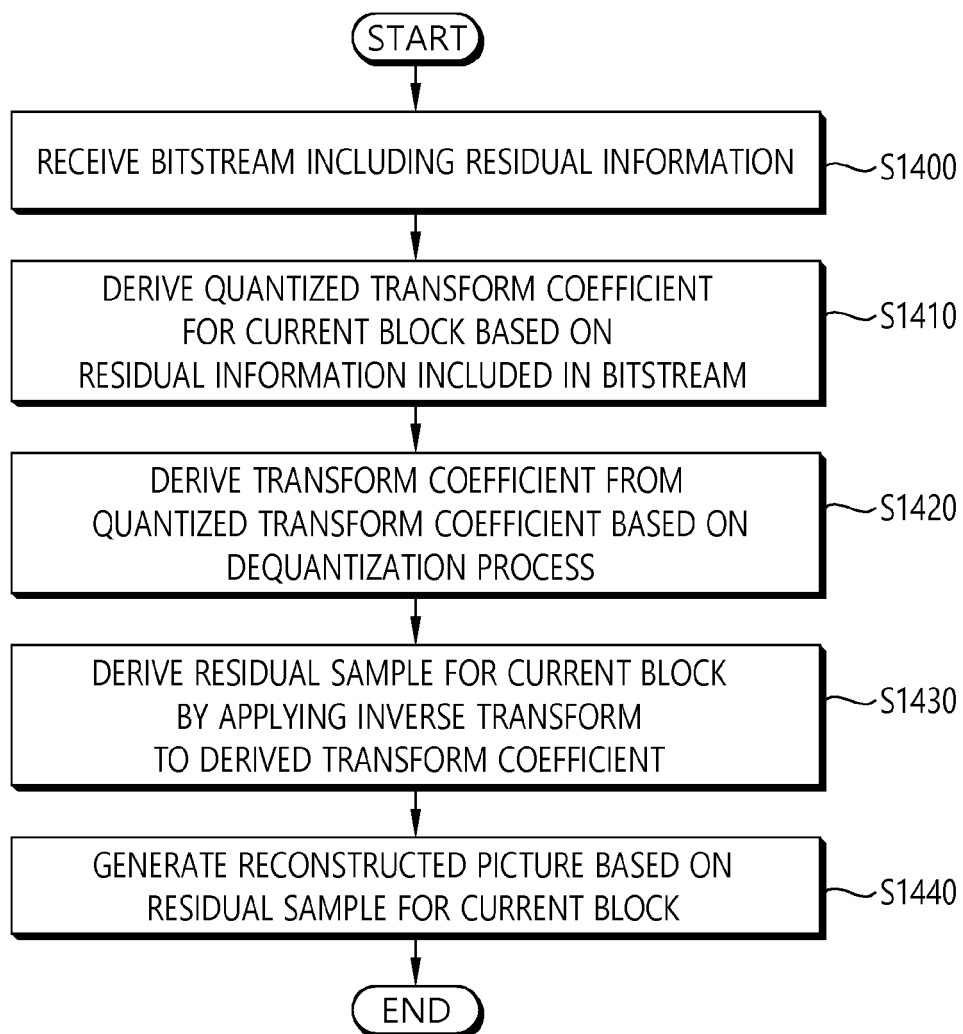 START
RECEIVE BITSTREAM INCLUDING RESIDUAL INFORMATION
S1400
DERIVE QUANTIZED TRANSFORM COEFFICIENT
FOR CURRENT BLOCK BASED ON
RESIDUAL INFORMATION INCLUDED IN BITSTREAM
S1410
DERIVE TRANSFORM COEFFICIENT FROM
QUANTIZED TRANSFORM COEFFICIENT BASED ON
DEQUANTIZATION PROCESS
S1420
DERIVE RESIDUAL SAMPLE FOR CURRENT BLOCK
BY APPLYING INVERSE TRANSFORM
TO DERIVED TRANSFORM COEFFICIENT
S1430
GENERATE RECONSTRUCTED PICTURE BASED ON
RESIDUAL SAMPLE FOR CURRENT BLOCK
S1440
END